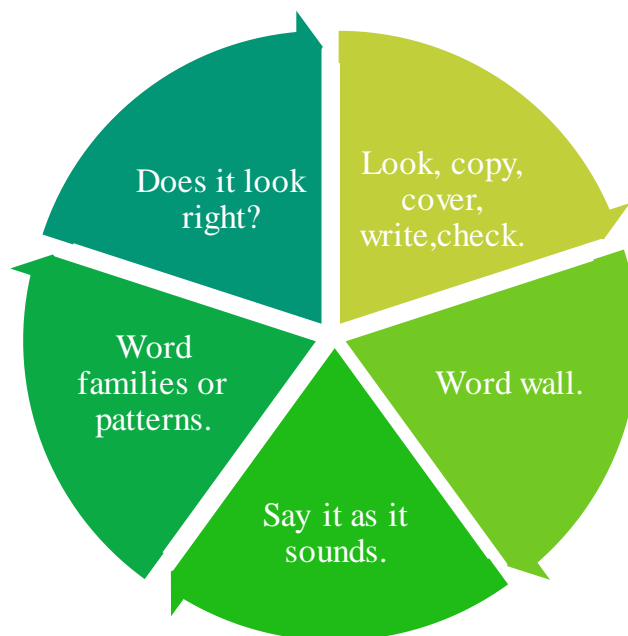 Look, copy,
cover,
write,check.
Word wall.
Say it as it
sounds.
Word
families or
patterns.
Does it look
right?